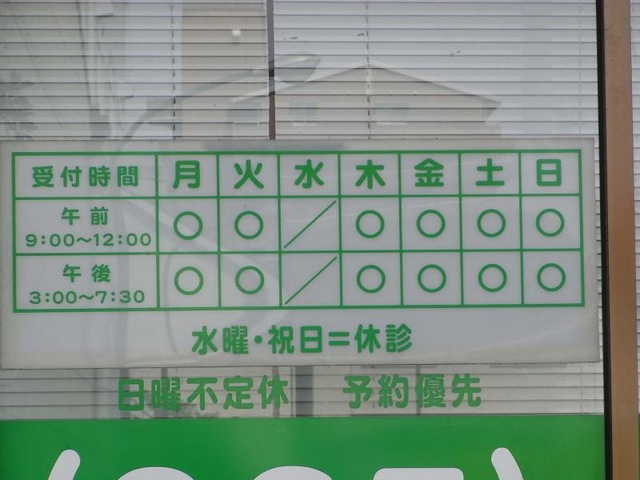 受付時間 月 火 水 木 金 土 日
午前 9:00～12:00 ○ ○ ／ ○ ○ ○ ○
午後 3:00～7:30 ○ ○ ／ ○ ○ ○ ○
水曜・祝日＝休診
日曜不定休 予約優先